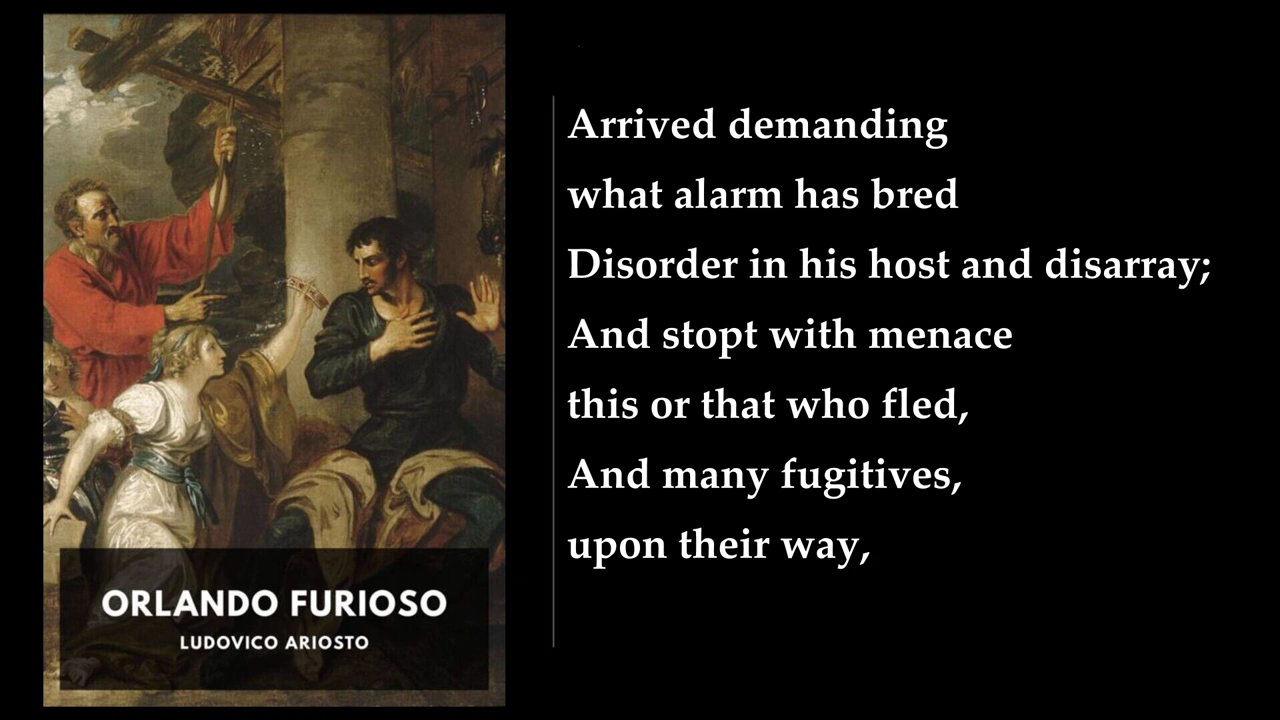 Arrived demanding
what alarm has bred
Disorder in his host and disarray;
And stopt with menace
this or that who fled,
And many fugitives,
upon their way,
ORLANDO FURIOSO
LUDOVICO ARIOSTO